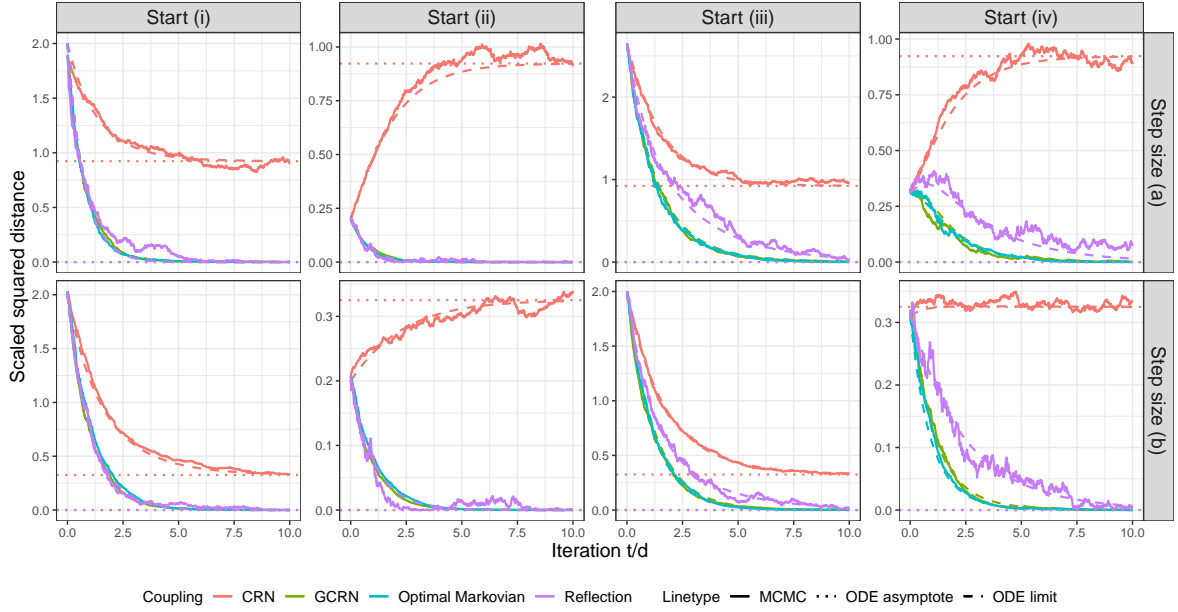 Start (i) Start (ii) Start (iii) Start (iv)
2.0 1.5 1.0 0.5 0.0
1.00 0.75 0.50 0.25 0.00
2 1 0
1.00 0.75 0.50 0.25 0.00
Step size (a)
2.0 1.5 1.0 0.5 0.0
0.3 0.2 0.1 0.0
2.0 1.5 1.0 0.5 0.0
0.3 0.2 0.1 0.0
Step size (b)
Scaled squared distance
0.0 2.5 5.0 7.5 10.0 0.0 2.5 5.0 7.5 10.0 0.0 2.5 5.0 7.5 10.0 0.0 2.5 5.0 7.5 10.0
Iteration t/d
Coupling CRN GCRN Optimal Markovian Reflection Linetype MCMC ODE asymptote ODE limit